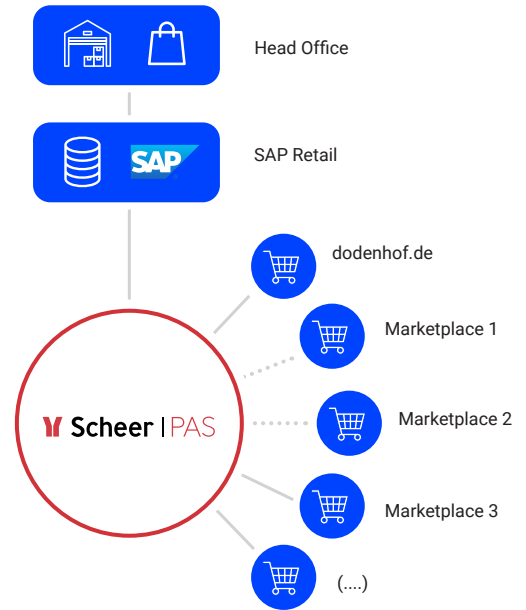 Head Office
SAP
SAP Retail
dodenhof.de
Marketplace 1
Marketplace 2
Scheer | PAS
Marketplace 3
(....)